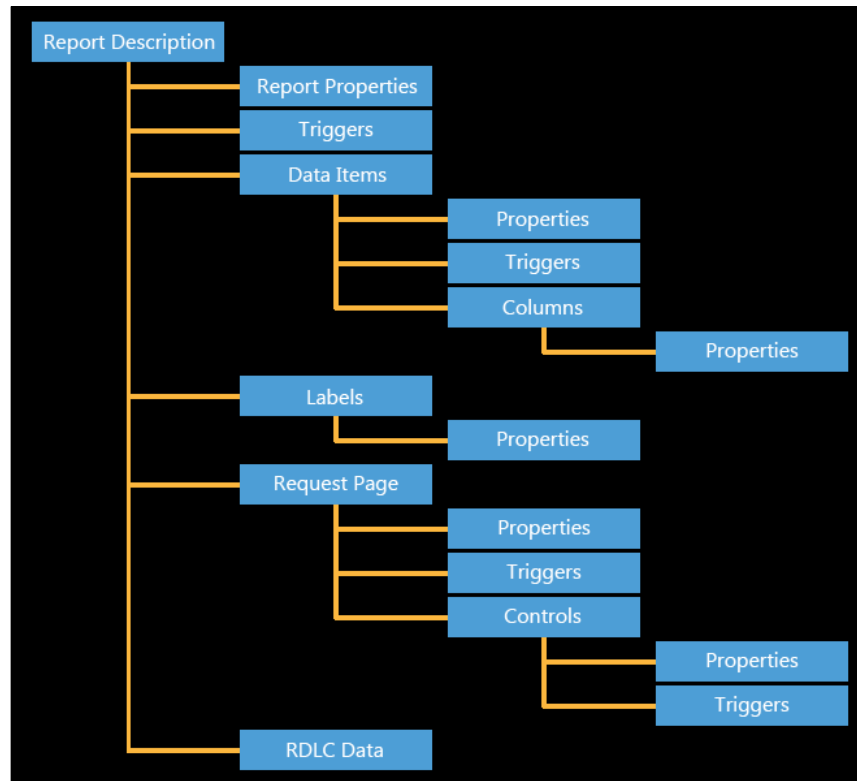 Report Description
Report Properties
Triggers
Data Items
Properties
Triggers
Columns
Properties
Labels
Properties
Request Page
Properties
Triggers
Controls
Properties
Triggers
RDLC Data